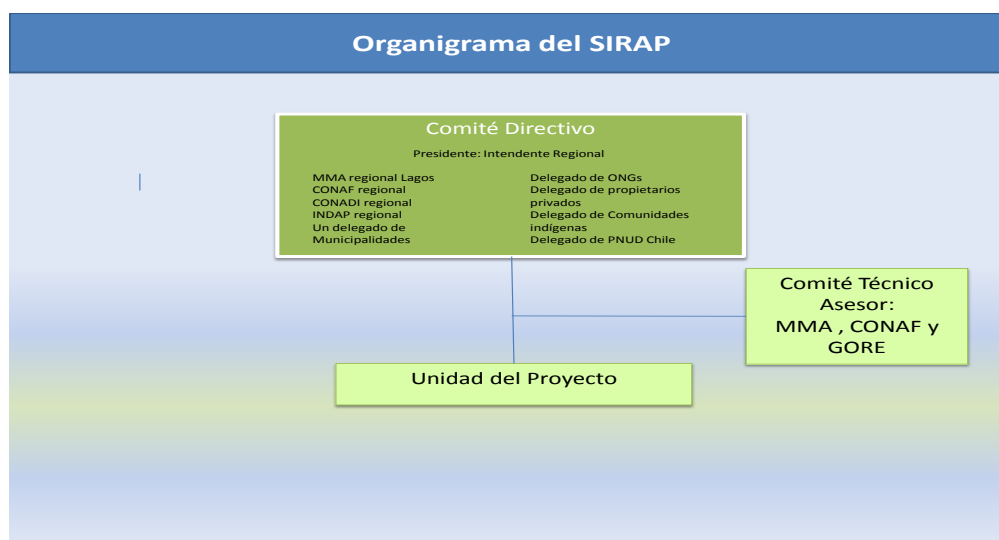 Organigrama del SIRAP
Comité Directivo
Presidente: Intendente Regional
MMA regional Lagos
CONAF regional
CONADI regional
INDAP regional
Un delegado de
Municipalidades
Delegado de ONGs
Delegado de propietarios
privados
Delegado de Comunidades
indígenas
Delegado de PNUD Chile
Comité Técnico
Asesor:
MMA , CONAF y
GORE
Unidad del Proyecto